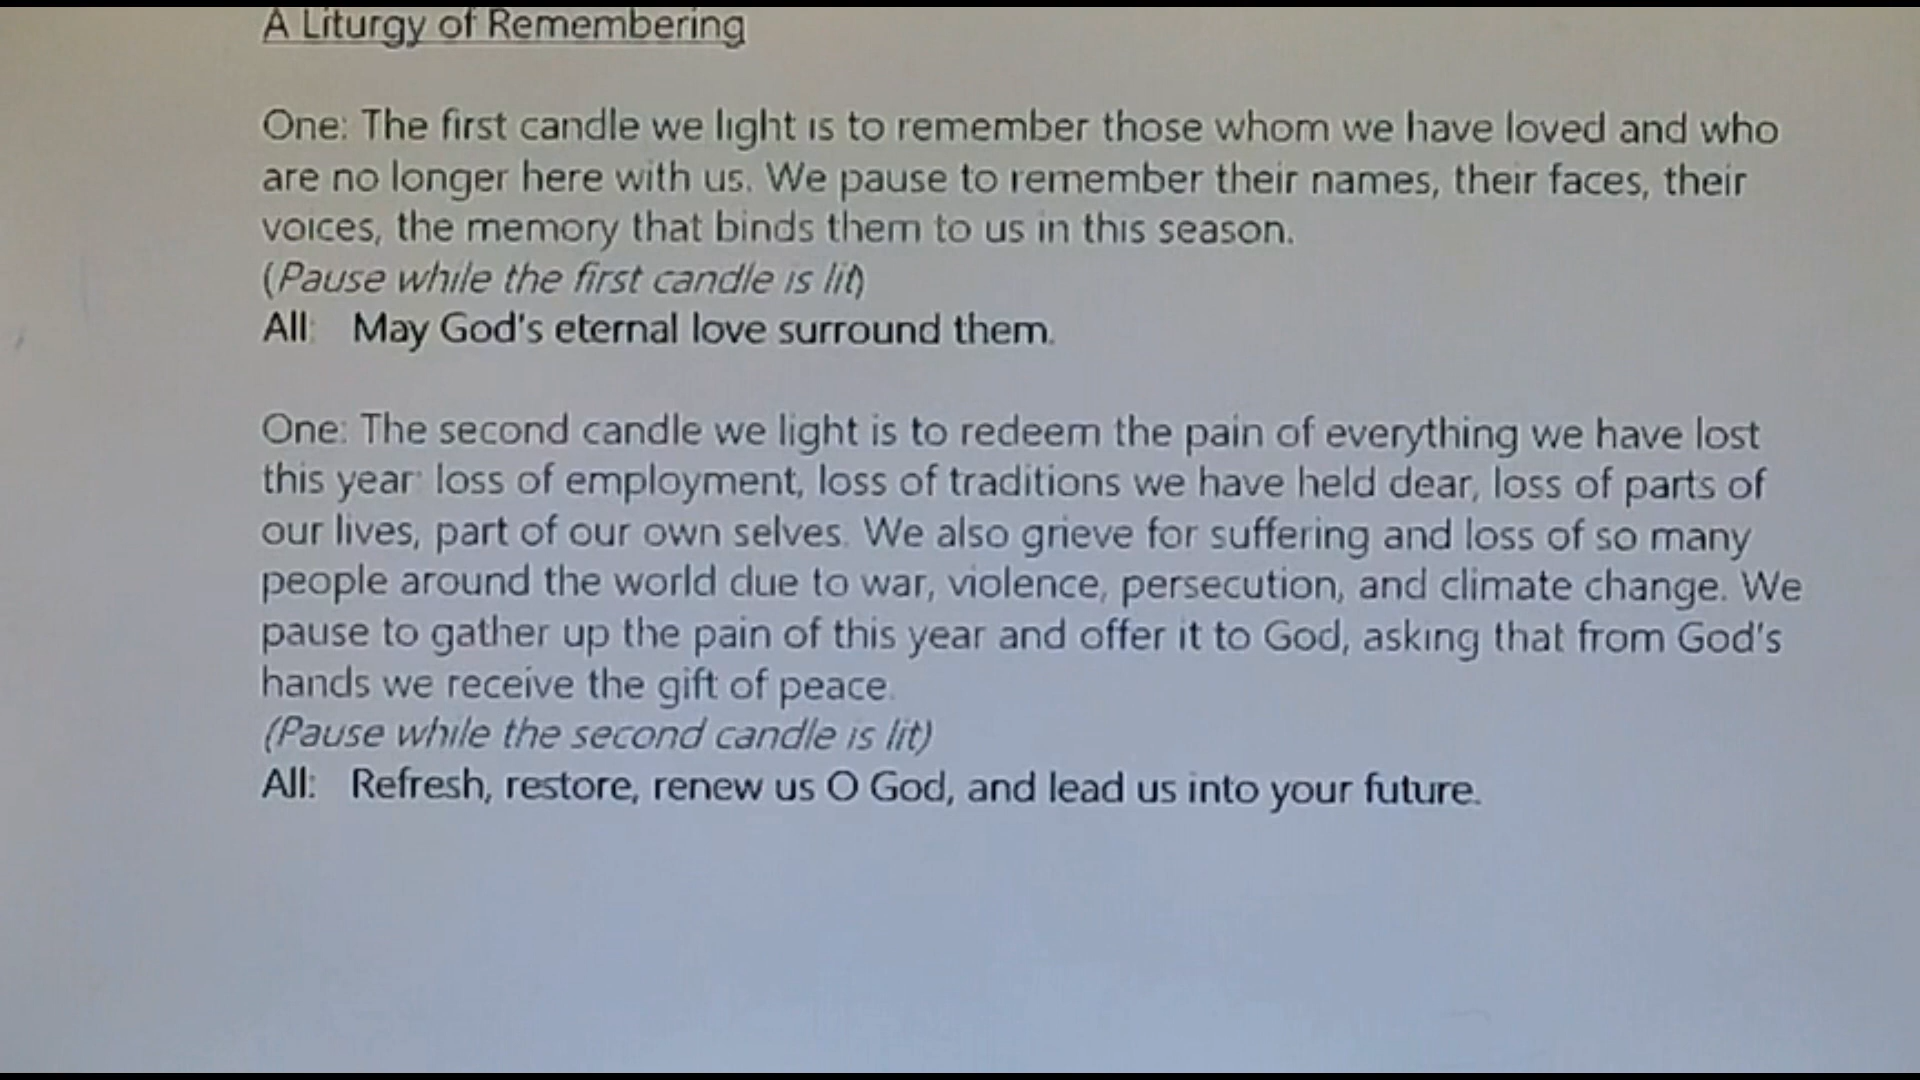 A Liturgy of Remembering
One: The first candle we light is to remember those whom we have loved and who
are no longer here with us. We pause to remember their names, their faces, their
voices, the memory that binds them to us in this season.
(Pause while the first candle is lit)
All: May God's eternal love surround them.
One: The second candle we light is to redeem the pain of everything we have lost
this year: loss of employment, loss of traditions we have held dear, loss of parts of
our lives, part of our own selves. We also grieve for suffering and loss of so many
people around the world due to war, violence, persecution, and climate change. We
pause to gather up the pain of this year and offer it to God, asking that from God's
hands we receive the gift of peace.
(Pause while the second candle is lit)
All: Refresh, restore, renew us O God, and lead us into your future.